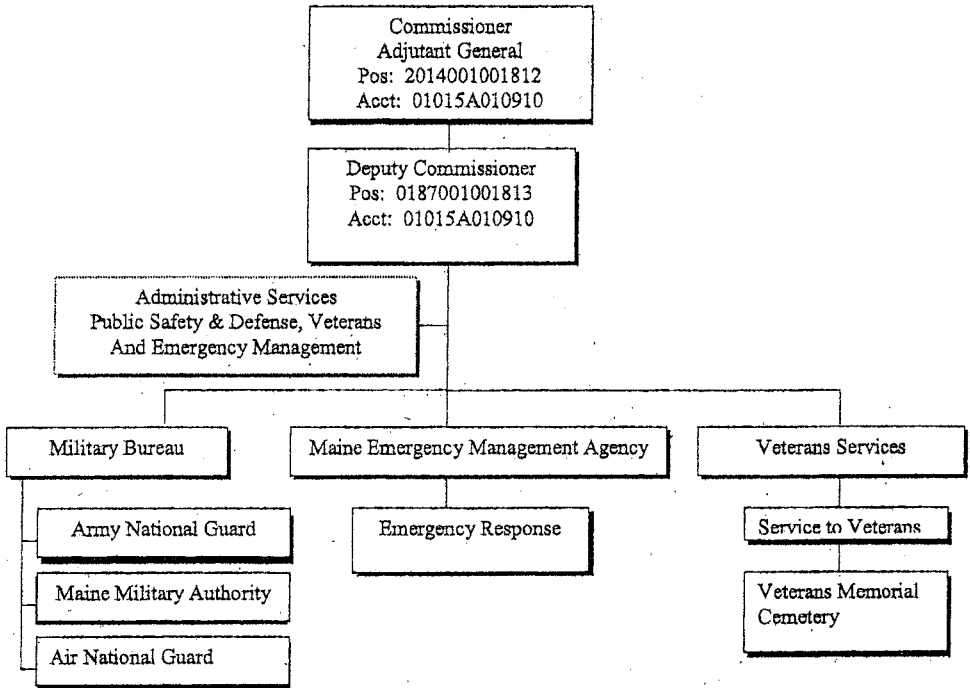 Commissioner
Adjutant General
Pos: 2014001001812
Acct: 01015A010910
Deputy Commissioner
Pos: 0187001001813
Acct: 01015A010910
Administrative Services
Public Safety & Defense, Veterans
And Emergency Management
Military Bureau
Maine Emergency Management Agency
Veterans Services
Army National Guard
Maine Military Authority
Air National Guard
Emergency Response
Service to Veterans
Veterans Memorial
Cemetery